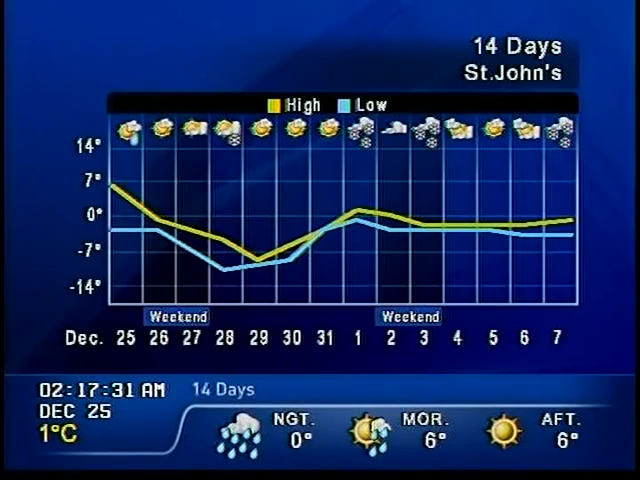 14 Days
St.John's
High Low
14°
7°
0°
-7°
-14°
Weekend Weekend
Dec. 25 26 27 28 29 30 31 1 2 3 4 5 6 7
02:17:31 AM
14 Days
DEC 25
1°C
NGT. MOR. AFT.
0° 6° 6°